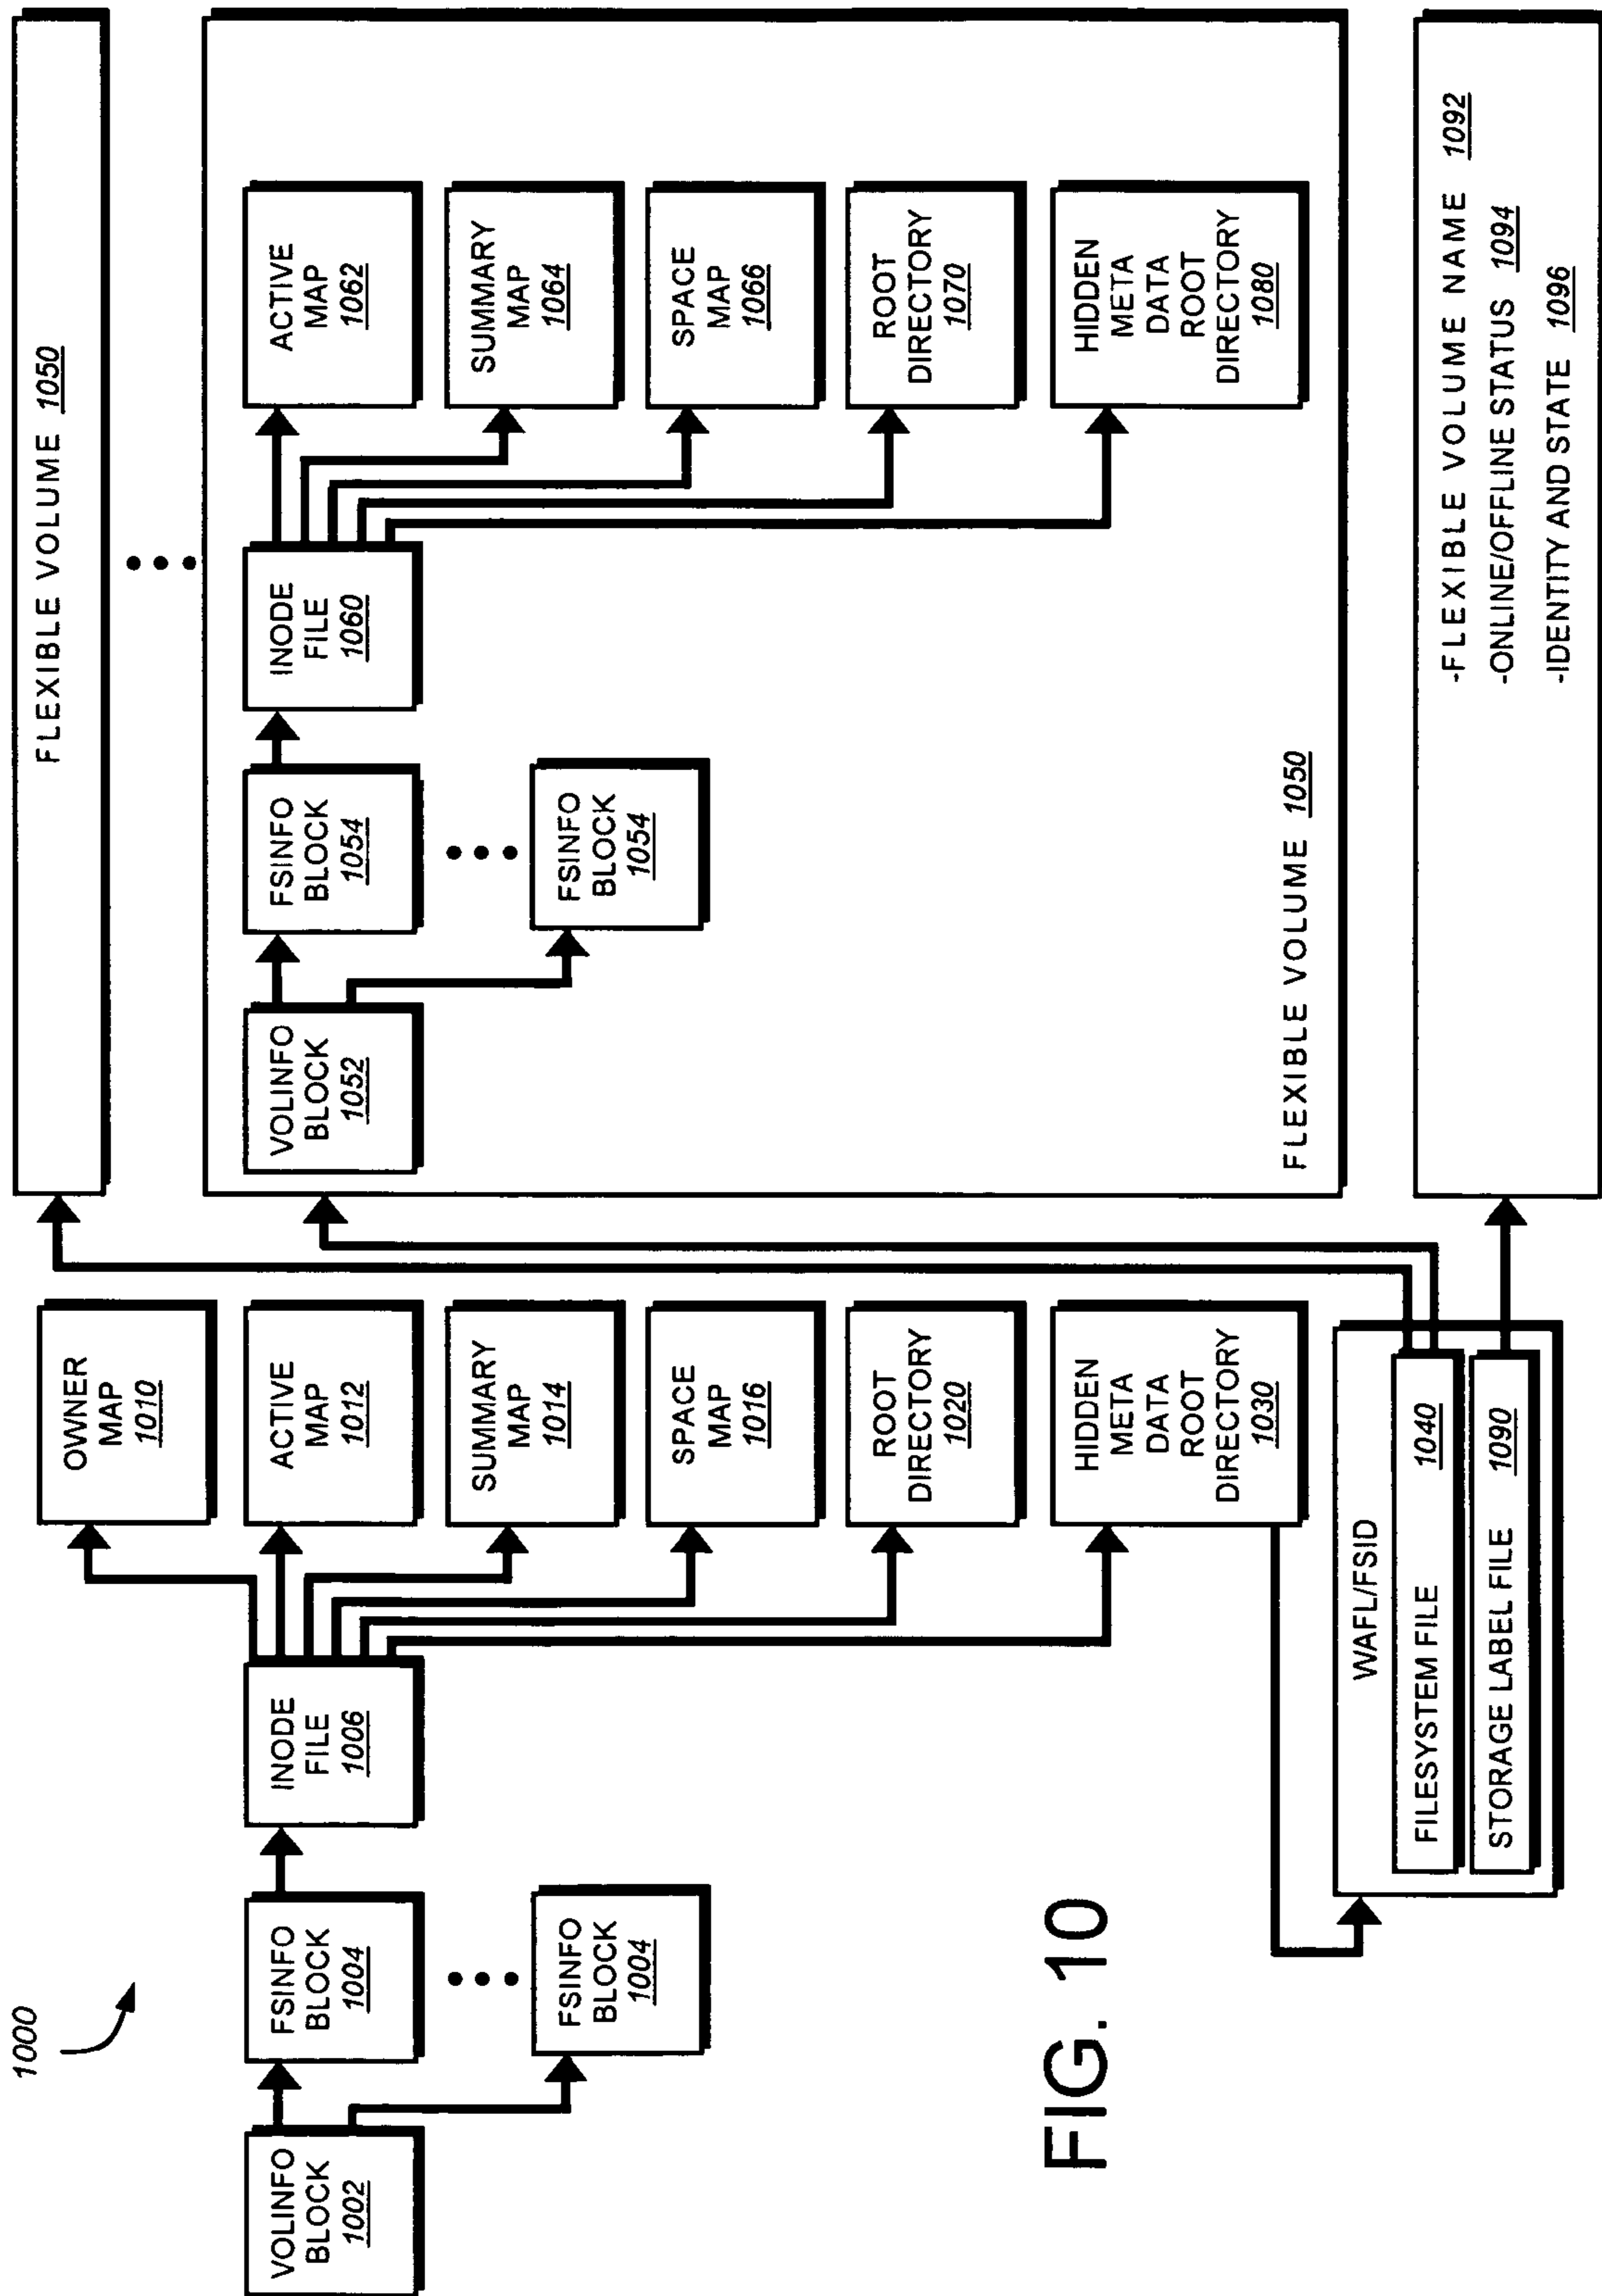 1000
VOLINFO
BLOCK
1002
FSINFO
BLOCK
1004
FSINFO
BLOCK
1004
INODE
FILE
1006
OWNER
MAP
1010
ACTIVE
MAP
1012
SUMMARY
MAP
1014
SPACE
MAP
1016
ROOT
DIRECTORY
1020
HIDDEN
META
DATA
ROOT
DIRECTORY
1030
WAFL/FSID
FILESYSTEM FILE 1040
STORAGE LABEL FILE 1090
FLEXIBLE VOLUME 1050
VOLINFO
BLOCK
1052
FSINFO
BLOCK
1054
FSINFO
BLOCK
1054
INODE
FILE
1060
ACTIVE
MAP
1062
SUMMARY
MAP
1064
SPACE
MAP
1066
ROOT
DIRECTORY
1070
HIDDEN
META
DATA
ROOT
DIRECTORY
1080
FLEXIBLE VOLUME 1050
-FLEXIBLE VOLUME NAME 1092
-ONLINE/OFFLINE STATUS 1094
-IDENTITY AND STATE 1096
FIG. 10